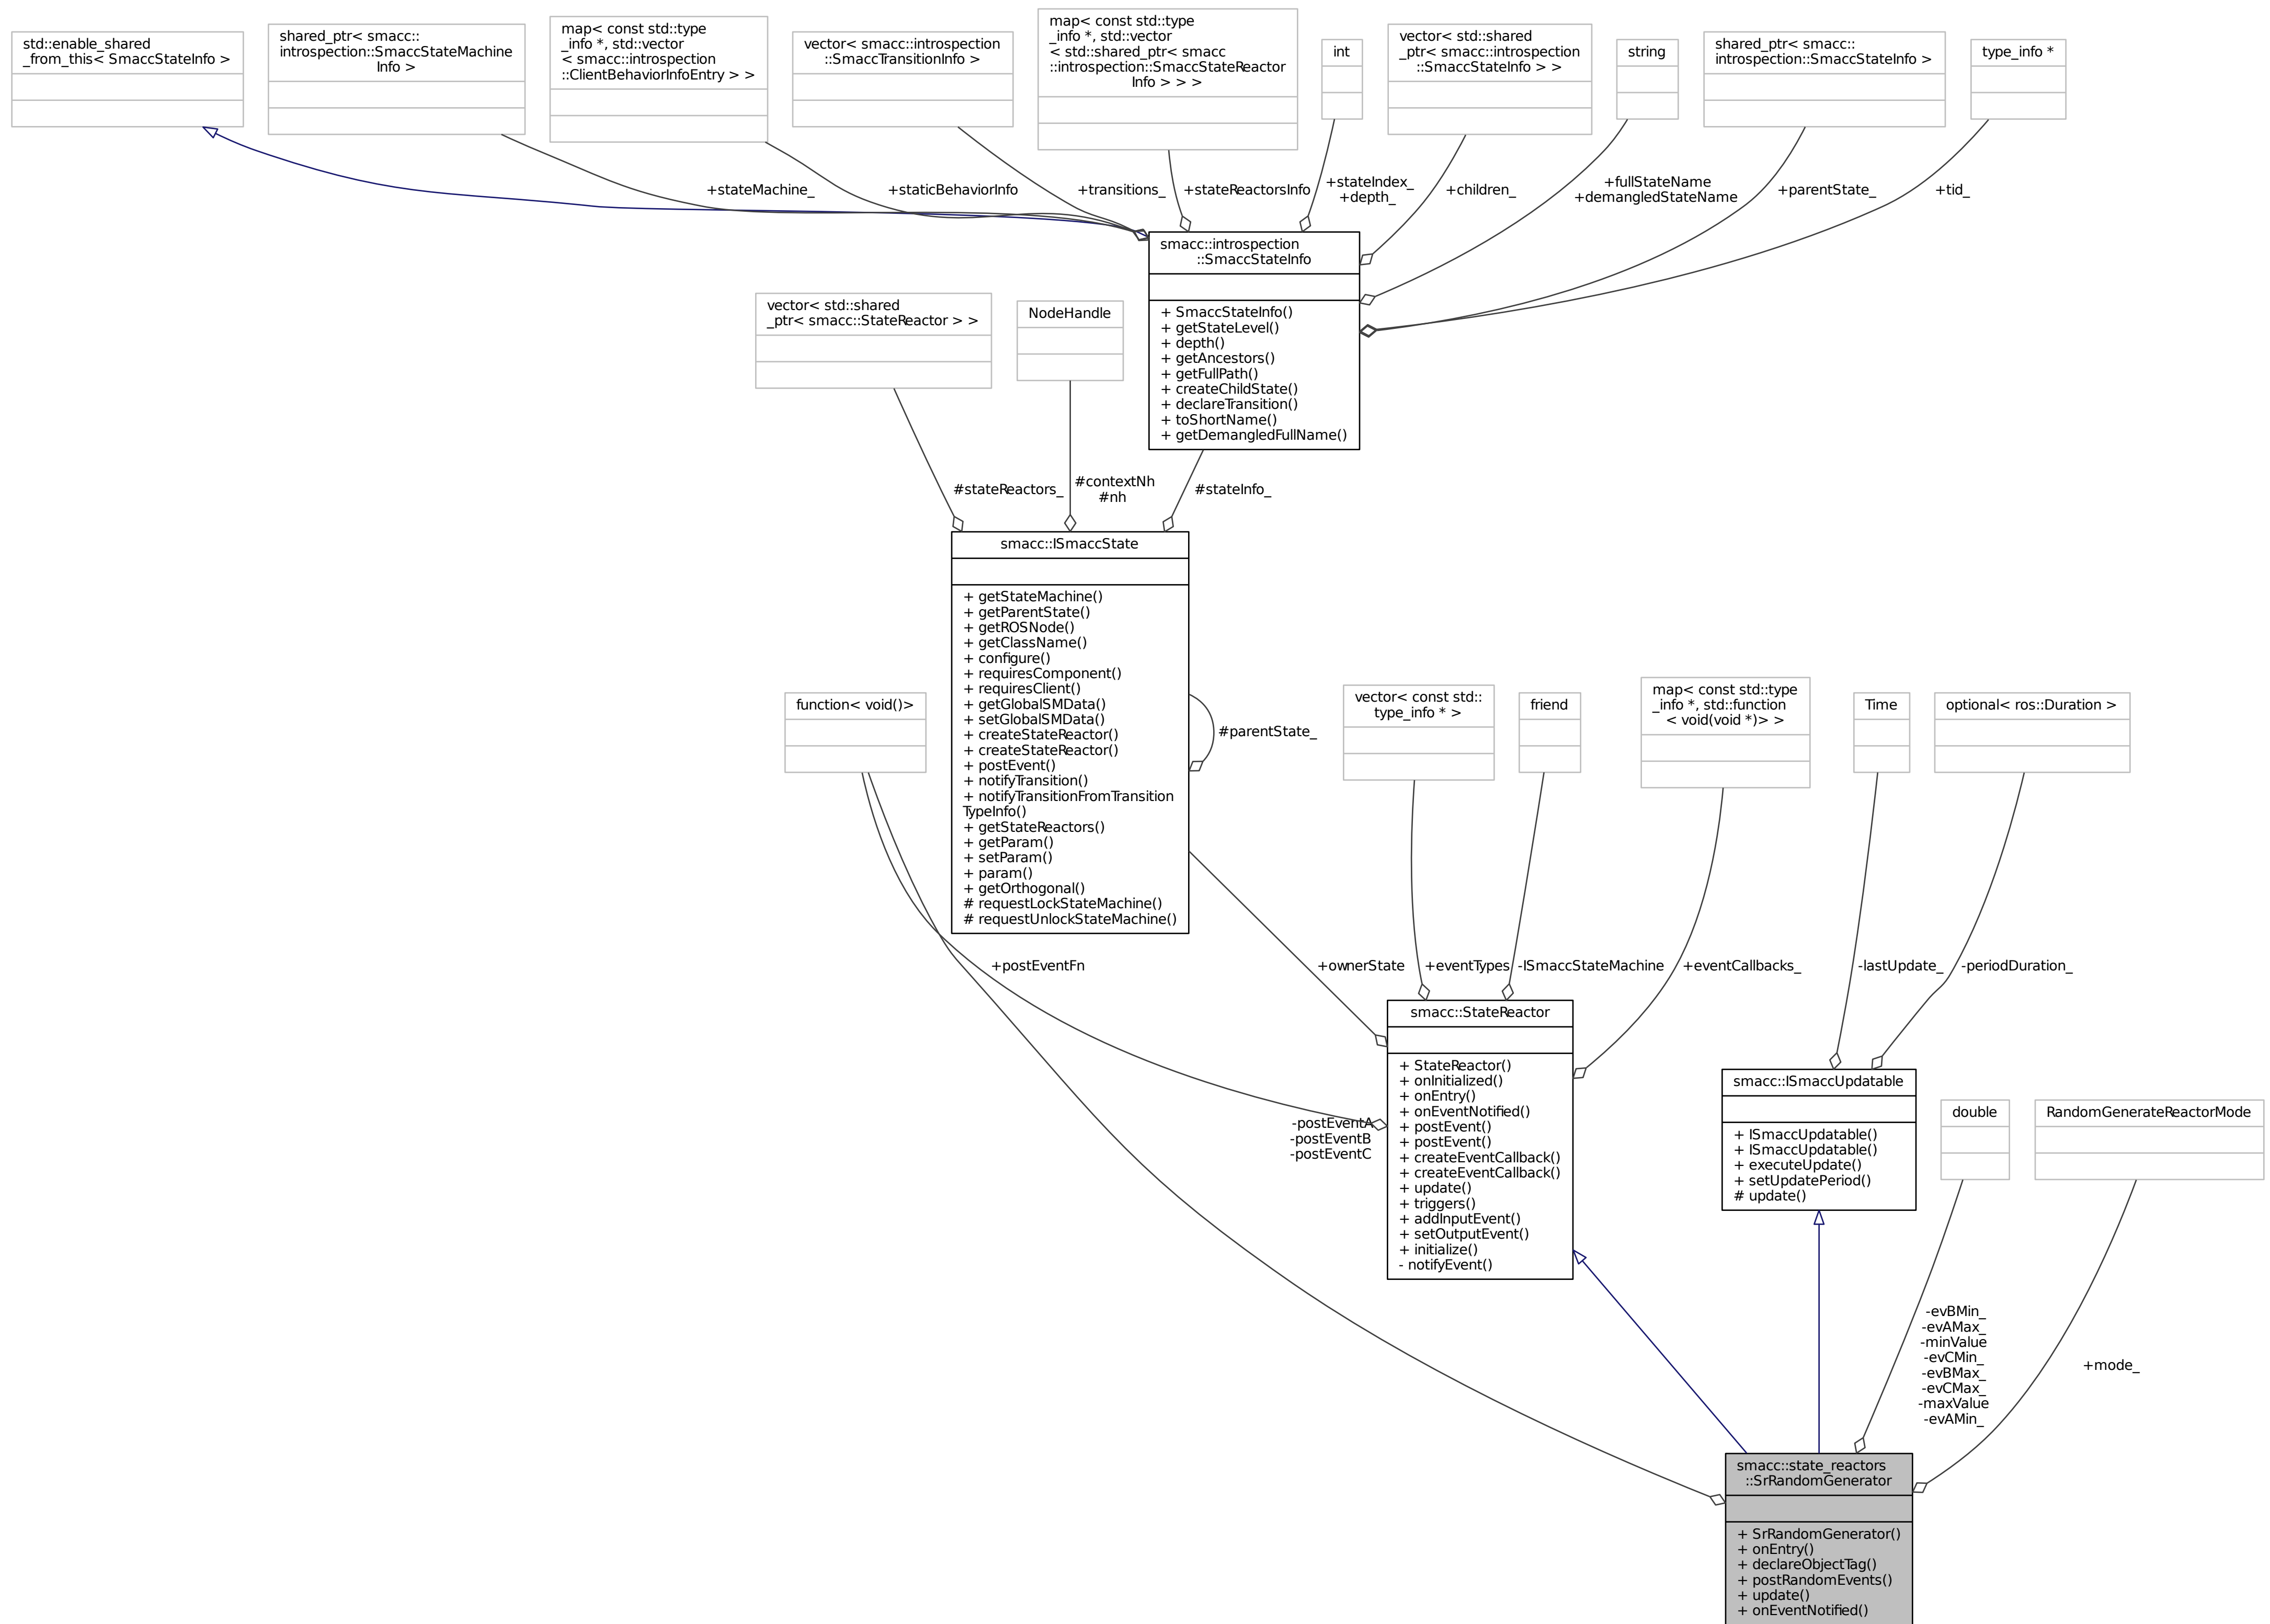 std::enable_shared
_from_this< SmaccStateInfo >
shared_ptr< smacc::
introspection::SmaccStateMachine
Info >
map< const std::type
_info *, std::vector
< smacc::introspection
::ClientBehaviorInfoEntry > >
vector< smacc::introspection
::SmaccTransitionInfo >
map< const std::type
_info *, std::vector
< std::shared_ptr< smacc
::introspection::SmaccStateReactor
Info > > >
int
vector< std::shared
_ptr< smacc::introspection
::SmaccStateInfo > >
string
shared_ptr< smacc::
introspection::SmaccStateInfo >
type_info *
+stateMachine_
+staticBehaviorInfo
+transitions_
+stateReactorsInfo
+stateIndex_
+depth_
+children_
+fullStateName
+demangledStateName
+parentState_
+tid_
smacc::introspection
::SmaccStateInfo
+ SmaccStateInfo()
+ getStateLevel()
+ depth()
+ getAncestors()
+ getFullPath()
+ createChildState()
+ declareTransition()
+ toShortName()
+ getDemangledFullName()
vector< std::shared
_ptr< smacc::StateReactor > >
NodeHandle
#stateReactors_
#contextNh
#nh
#stateInfo_
smacc::ISmaccState
+ getStateMachine()
+ getParentState()
+ getROSNode()
+ getClassName()
+ configure()
+ requiresComponent()
+ requiresClient()
+ getGlobalSMData()
+ setGlobalSMData()
+ createStateReactor()
+ createStateReactor()
+ postEvent()
+ notifyTransition()
+ notifyTransitionFromTransition
TypeInfo()
+ getStateReactors()
+ getParam()
+ setParam()
+ param()
+ getOrthogonal()
# requestLockStateMachine()
# requestUnlockStateMachine()
#parentState_
function< void()>
vector< const std::
type_info * >
friend
map< const std::type
_info *, std::function
< void(void *)> >
Time
optional< ros::Duration >
+postEventFn
+ownerState
+eventTypes
-ISmaccStateMachine
+eventCallbacks_
-lastUpdate_
-periodDuration_
smacc::StateReactor
+ StateReactor()
+ onInitialized()
+ onEntry()
+ onEventNotified()
+ postEvent()
+ postEvent()
+ createEventCallback()
+ createEventCallback()
+ update()
+ triggers()
+ addInputEvent()
+ setOutputEvent()
+ initialize()
- notifyEvent()
-postEventA
-postEventB
-postEventC
smacc::ISmaccUpdatable
+ ISmaccUpdatable()
+ ISmaccUpdatable()
+ executeUpdate()
+ setUpdatePeriod()
# update()
double
RandomGenerateReactorMode
-evBMin_
-evAMax_
-minValue
-evCMin_
-evBMax_
-evCMax_
-maxValue
-evAMin_
+mode_
smacc::state_reactors
::SrRandomGenerator
+ SrRandomGenerator()
+ onEntry()
+ declareObjectTag()
+ postRandomEvents()
+ update()
+ onEventNotified()